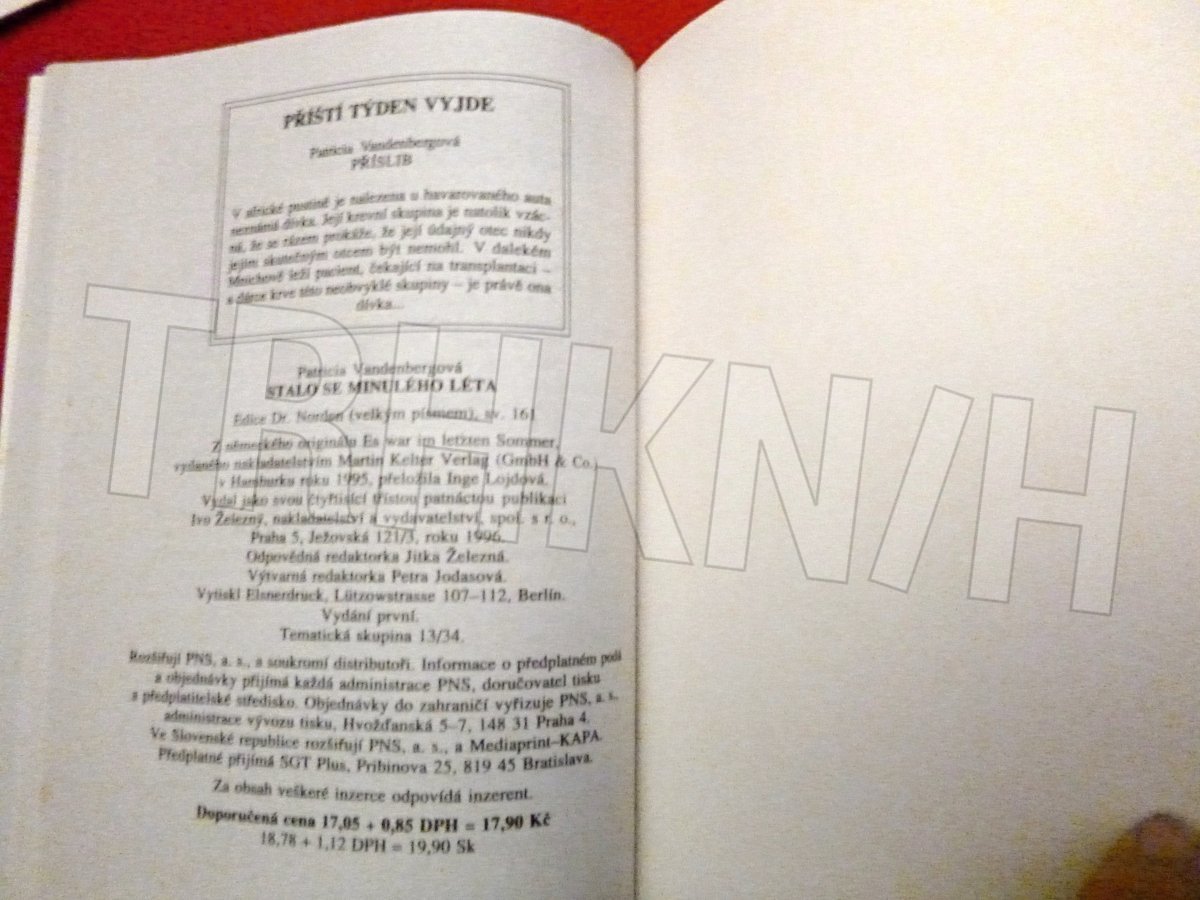 PŘÍŠTÍ TÝDEN VYJDE
Patricia Vandenbergová
PŘÍSLIB
V africké pustině je nalezena u havarovaného auta
neznámá dívka. Její krevní skupina je natolik vzác-
ná, že se rázem prokáže, že její údajný otec nikdy
jejím skutečným otcem být nemohl. V dalekém
Mnichově leží pacient, čekající na transplantaci –
a dárce krve této neobvyklé skupiny – je právě ona
dívka...
Patricia Vandenbergová
STALO SE MINULÉHO LÉTA
Edice Dr. Norden (velkým písmem), sv. 161
Z německého originálu Es war im letzten Sommer,
vydaného nakladatelstvím Martin Kelter Verlag (GmbH & Co.)
v Hamburku roku 1995, přeložila Inge Lojdová.
Vydal jako svou čtyřtisící třístou patnáctou publikaci
Ivo Železný, nakladatelství a vydavatelství, spol. s r. o.,
Praha 5, Ježovská 121/3, roku 1996.
Odpovědná redaktorka Jitka Železná.
Výtvarná redaktorka Petra Jodasová.
Vytiskl Elsnerdruck, Lützowstrasse 107–112, Berlín.
Vydání první.
Tematická skupina 13/34.
Rozšiřují PNS, a. s., a soukromí distributoři. Informace o předplatném podá
a objednávky přijímá každá administrace PNS, doručovatel tisku
a předplatitelské středisko. Objednávky do zahraničí vyřizuje PNS, a. s.,
administrace vývozu tisku, Hvožďanská 5–7, 148 31 Praha 4.
Ve Slovenské republice rozšiřují PNS, a. s., a Mediaprint–KAPA.
Předplatné přijímá SGT Plus, Pribinova 25, 819 45 Bratislava.
Za obsah veškeré inzerce odpovídá inzerent.
Doporučená cena 17,05 + 0,85 DPH = 17,90 Kč
18,78 + 1,12 DPH = 19,90 Sk
TRUKN/H